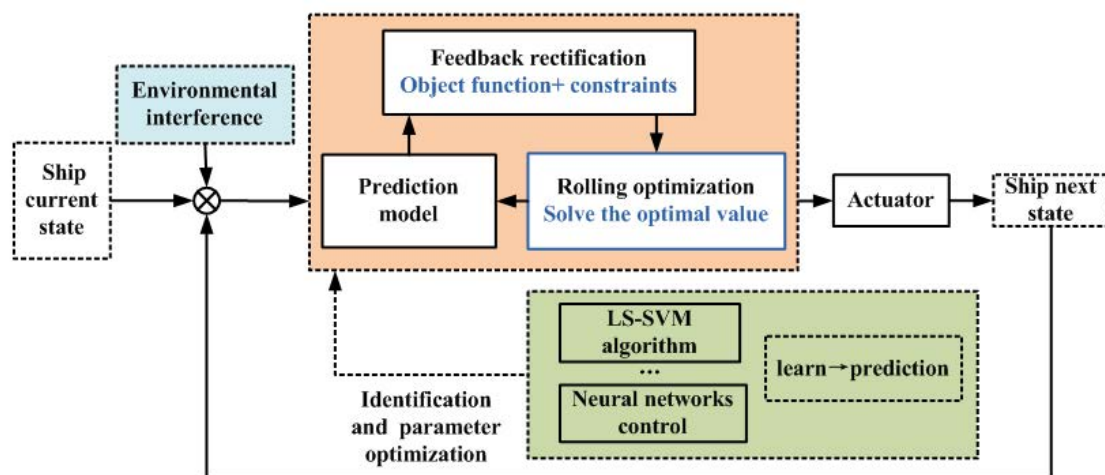 Feedback rectification
Object function+ constraints
Environmental
interference
Ship
current
state
Prediction
model
Rolling optimization
Solve the optimal value
Actuator
Ship next
state
LS-SVM
algorithm
...
Neural networks
control
learn→prediction
Identification
and parameter
optimization